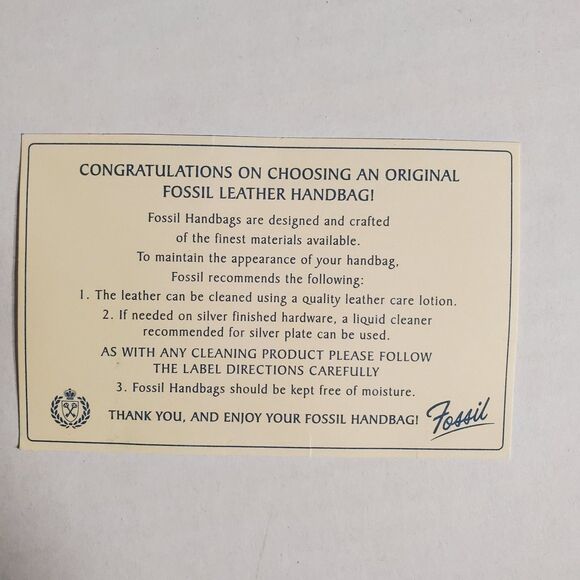 CONGRATULATIONS ON CHOOSING AN ORIGINAL
FOSSIL LEATHER HANDBAG!
Fossil Handbags are designed and crafted
of the finest materials available.
To maintain the appearance of your handbag,
Fossil recommends the following:
1. The leather can be cleaned using a quality leather care lotion.
2. If needed on silver finished hardware, a liquid cleaner
recommended for silver plate can be used.
AS WITH ANY CLEANING PRODUCT PLEASE FOLLOW
THE LABEL DIRECTIONS CAREFULLY
3. Fossil Handbags should be kept free of moisture.
THANK YOU, AND ENJOY YOUR FOSSIL HANDBAG! Fossil